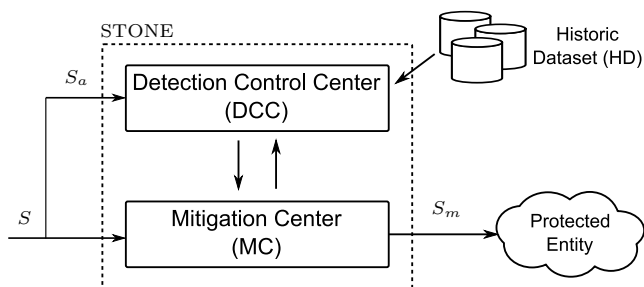 STONE
Historic
Dataset (HD)
S_a
Detection Control Center
(DCC)
S
Mitigation Center
(MC)
S_m
Protected
Entity